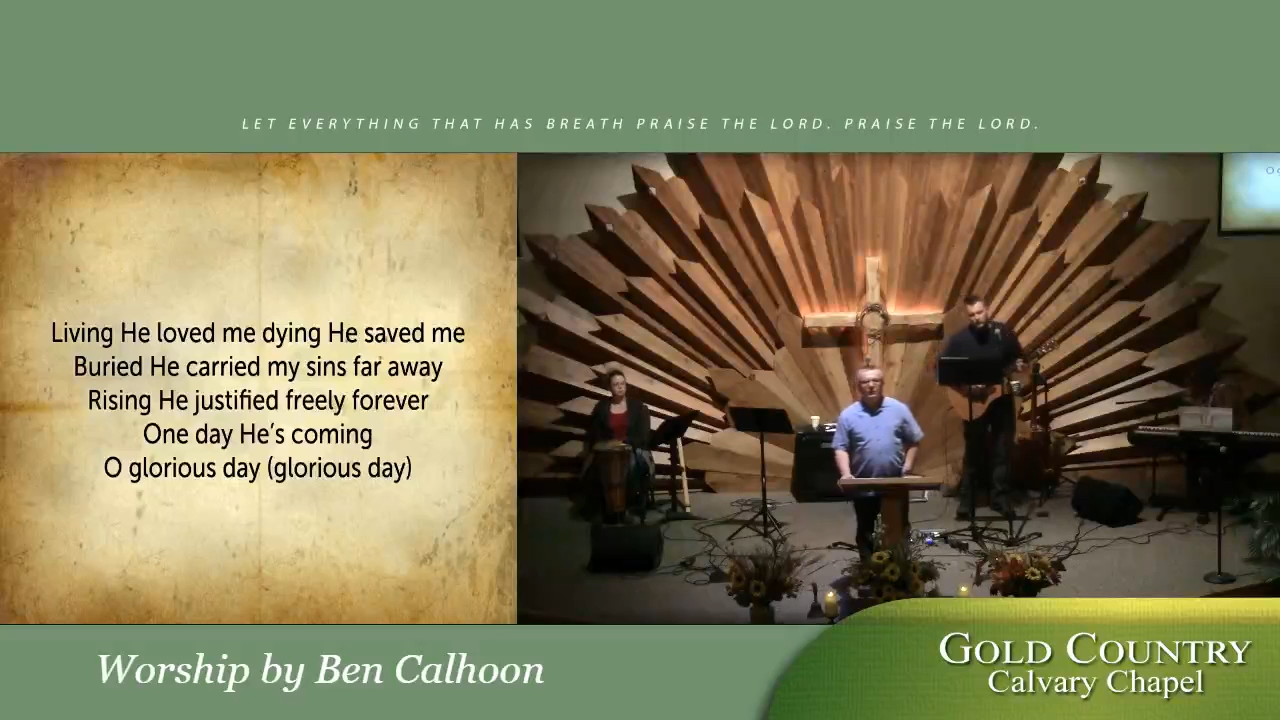 LET EVERYTHING THAT HAS BREATH PRAISE THE LORD. PRAISE THE LORD.
Living He loved me dying He saved me
Buried He carried my sins far away
Rising He justified freely forever
One day He's coming
O glorious day (glorious day)
Worship by Ben Calhoon
GOLD COUNTRY
Calvary Chapel